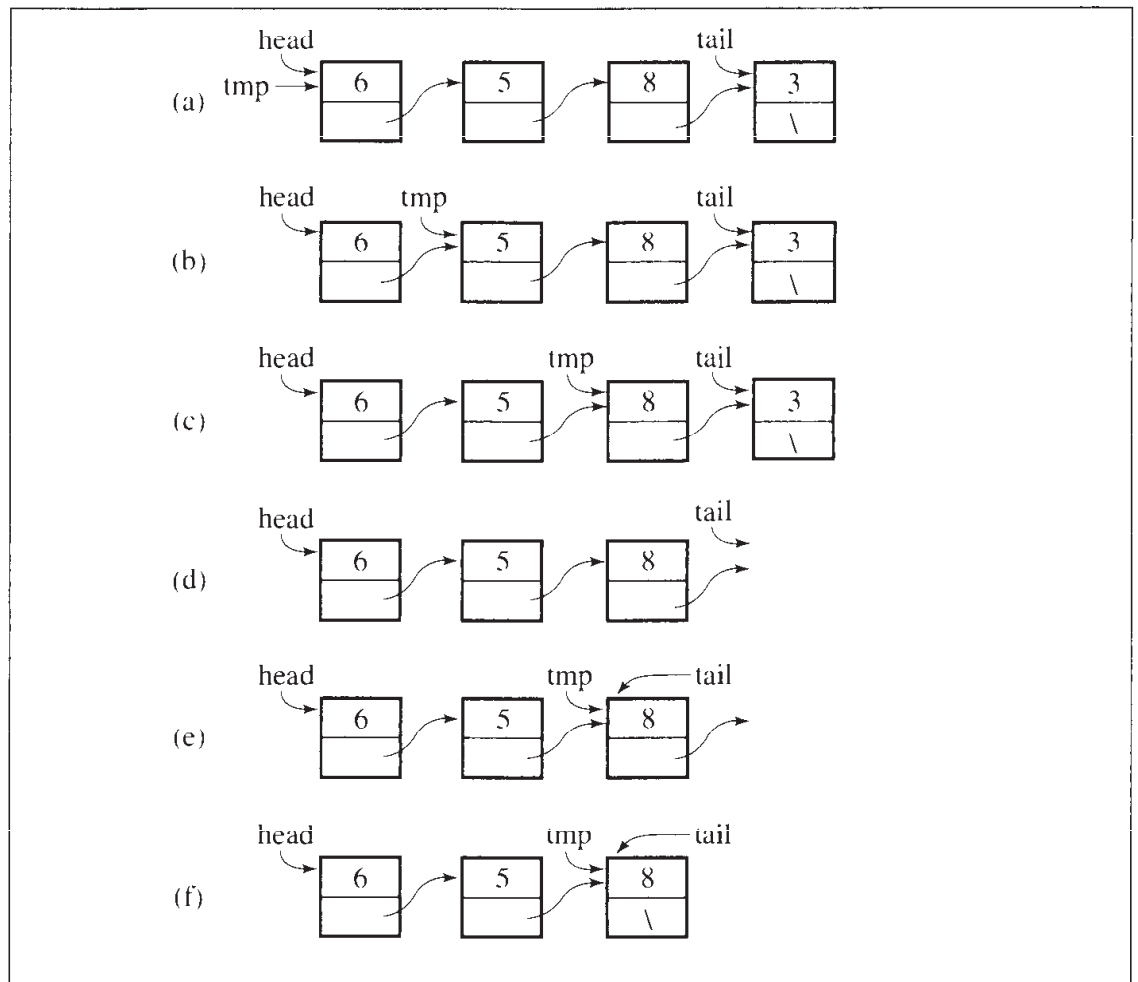 head tail
tmp 6 5 8 3
(a) \
head tmp tail
6 5 8 3
(b) \
head tmp tail
6 5 8 3
(c) \
head tail
6 5 8
(d)
head tmp tail
6 5 8
(e)
head tmp tail
6 5 8
(f) \